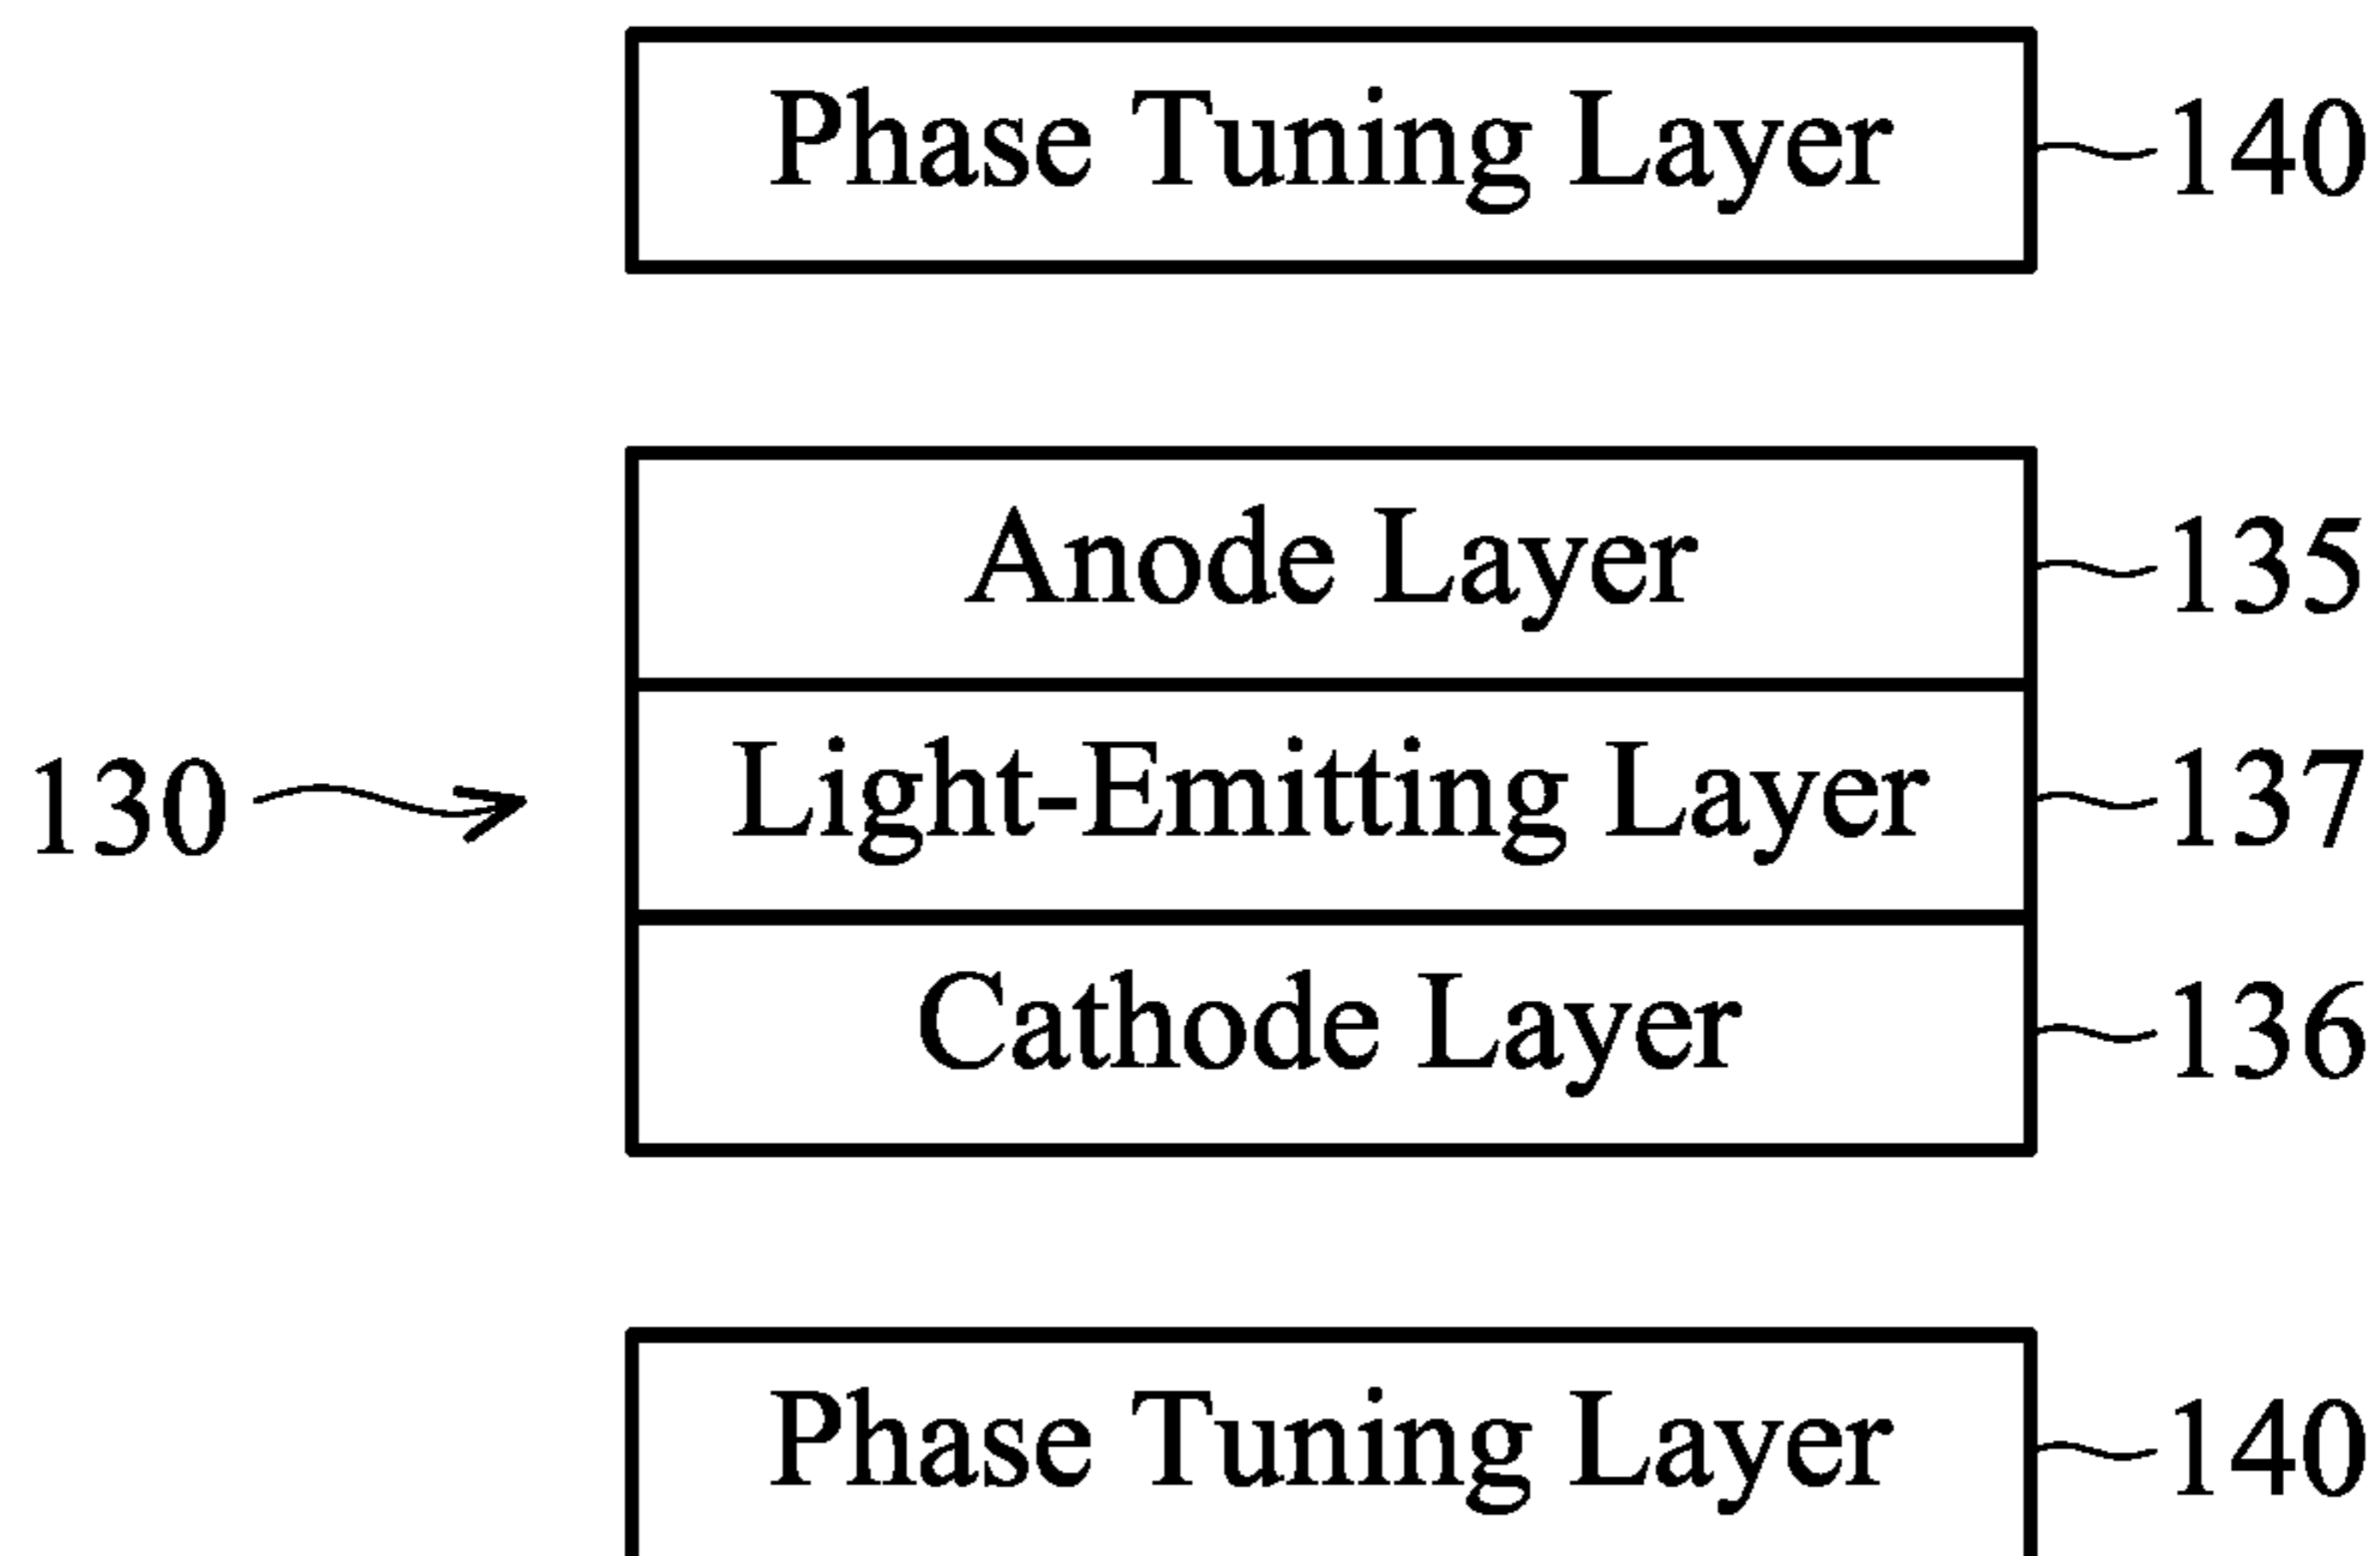 Phase Tuning Layer 140
Anode Layer 135
130 Light-Emitting Layer 137
Cathode Layer 136
Phase Tuning Layer 140